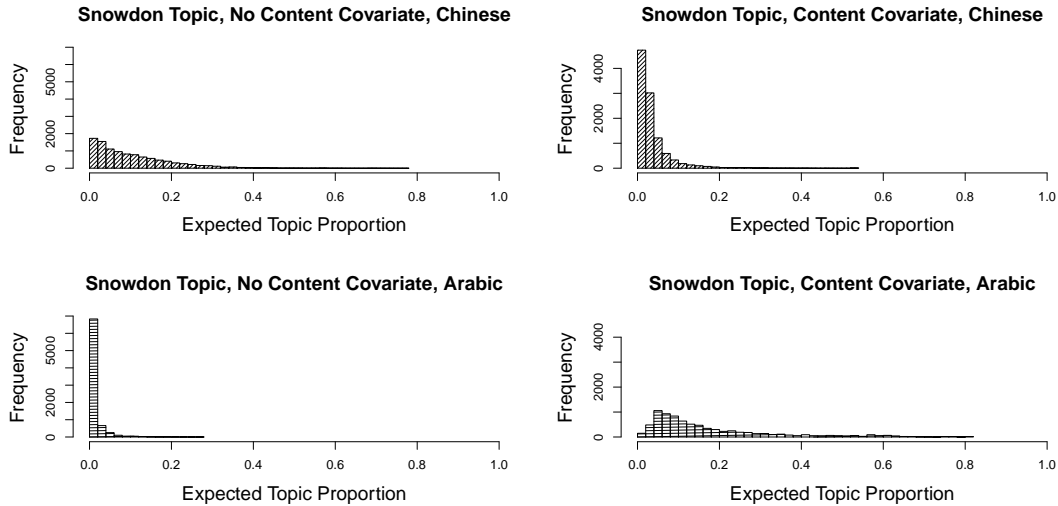 Snowdon Topic, No Content Covariate, Chinese
Frequency
0 2000 5000
0.0 0.2 0.4 0.6 0.8 1.0
Expected Topic Proportion
Snowdon Topic, Content Covariate, Chinese
Frequency
0 2000 4000
0.0 0.2 0.4 0.6 0.8 1.0
Expected Topic Proportion
Snowdon Topic, No Content Covariate, Arabic
Frequency
0 2000 5000
0.0 0.2 0.4 0.6 0.8 1.0
Expected Topic Proportion
Snowdon Topic, Content Covariate, Arabic
Frequency
0 2000 4000
0.0 0.2 0.4 0.6 0.8 1.0
Expected Topic Proportion